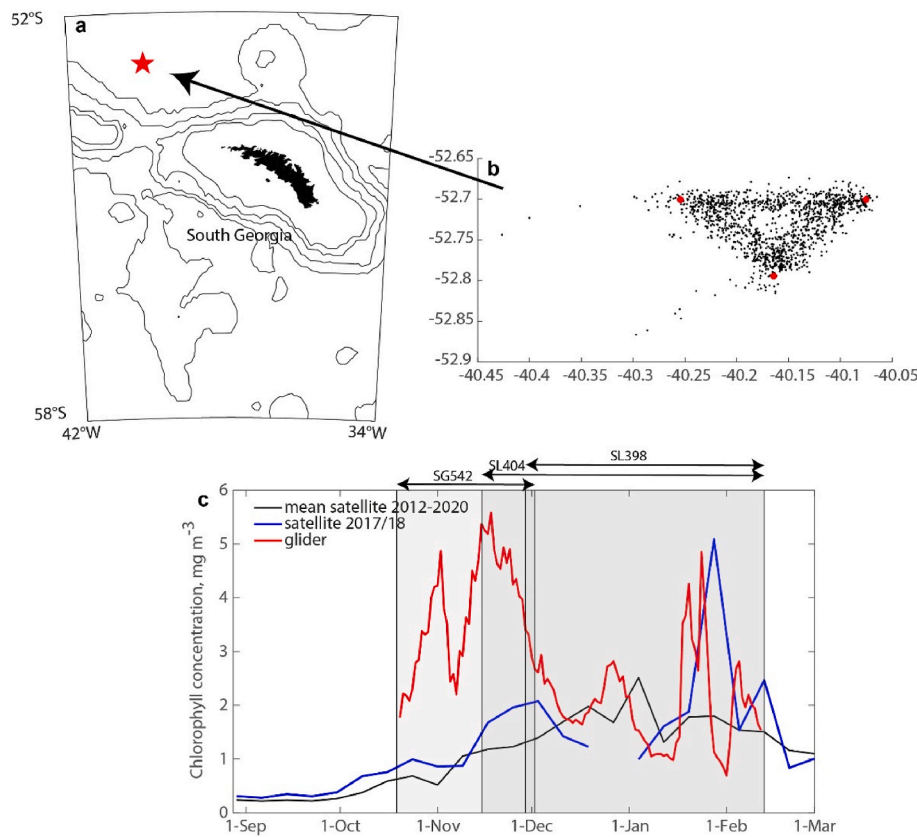 52°S
a
South Georgia
58°S
42°W
34°W
b
-52.65
-52.7
-52.75
-52.8
-52.85
-52.9
-40.45 -40.4 -40.35 -40.3 -40.25 -40.2 -40.15 -40.1 -40.05
SL398
SL404
SG542
c
mean satellite 2012-2020
satellite 2017/18
glider
Chlorophyll concentration, mg m⁻³
6
5
4
3
2
1
0
1-Sep 1-Oct 1-Nov 1-Dec 1-Jan 1-Feb 1-Mar